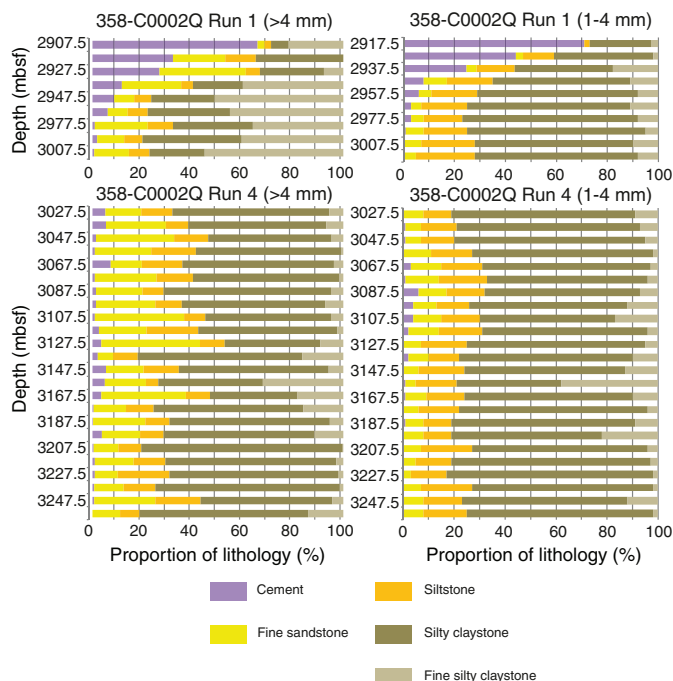 358-C0002Q Run 1 (>4 mm)
2907.5
2927.5
2947.5
2977.5
3007.5
358-C0002Q Run 1 (1-4 mm)
2917.5
2937.5
2957.5
2977.5
3007.5
0 20 40 60 80 100
Depth (mbsf)
358-C0002Q Run 4 (>4 mm)
3027.5
3047.5
3067.5
3087.5
3107.5
3127.5
3147.5
3167.5
3187.5
3207.5
3227.5
3247.5
0 20 40 60 80 100
Proportion of lithology (%)
Depth (mbsf)
358-C0002Q Run 4 (1-4 mm)
3027.5
3047.5
3067.5
3087.5
3107.5
3127.5
3147.5
3167.5
3187.5
3207.5
3227.5
3247.5
0 20 40 60 80 100
Proportion of lithology (%)
0 20 40 60 80 100
Cement
Siltstone
Fine sandstone
Silty claystone
Fine silty claystone